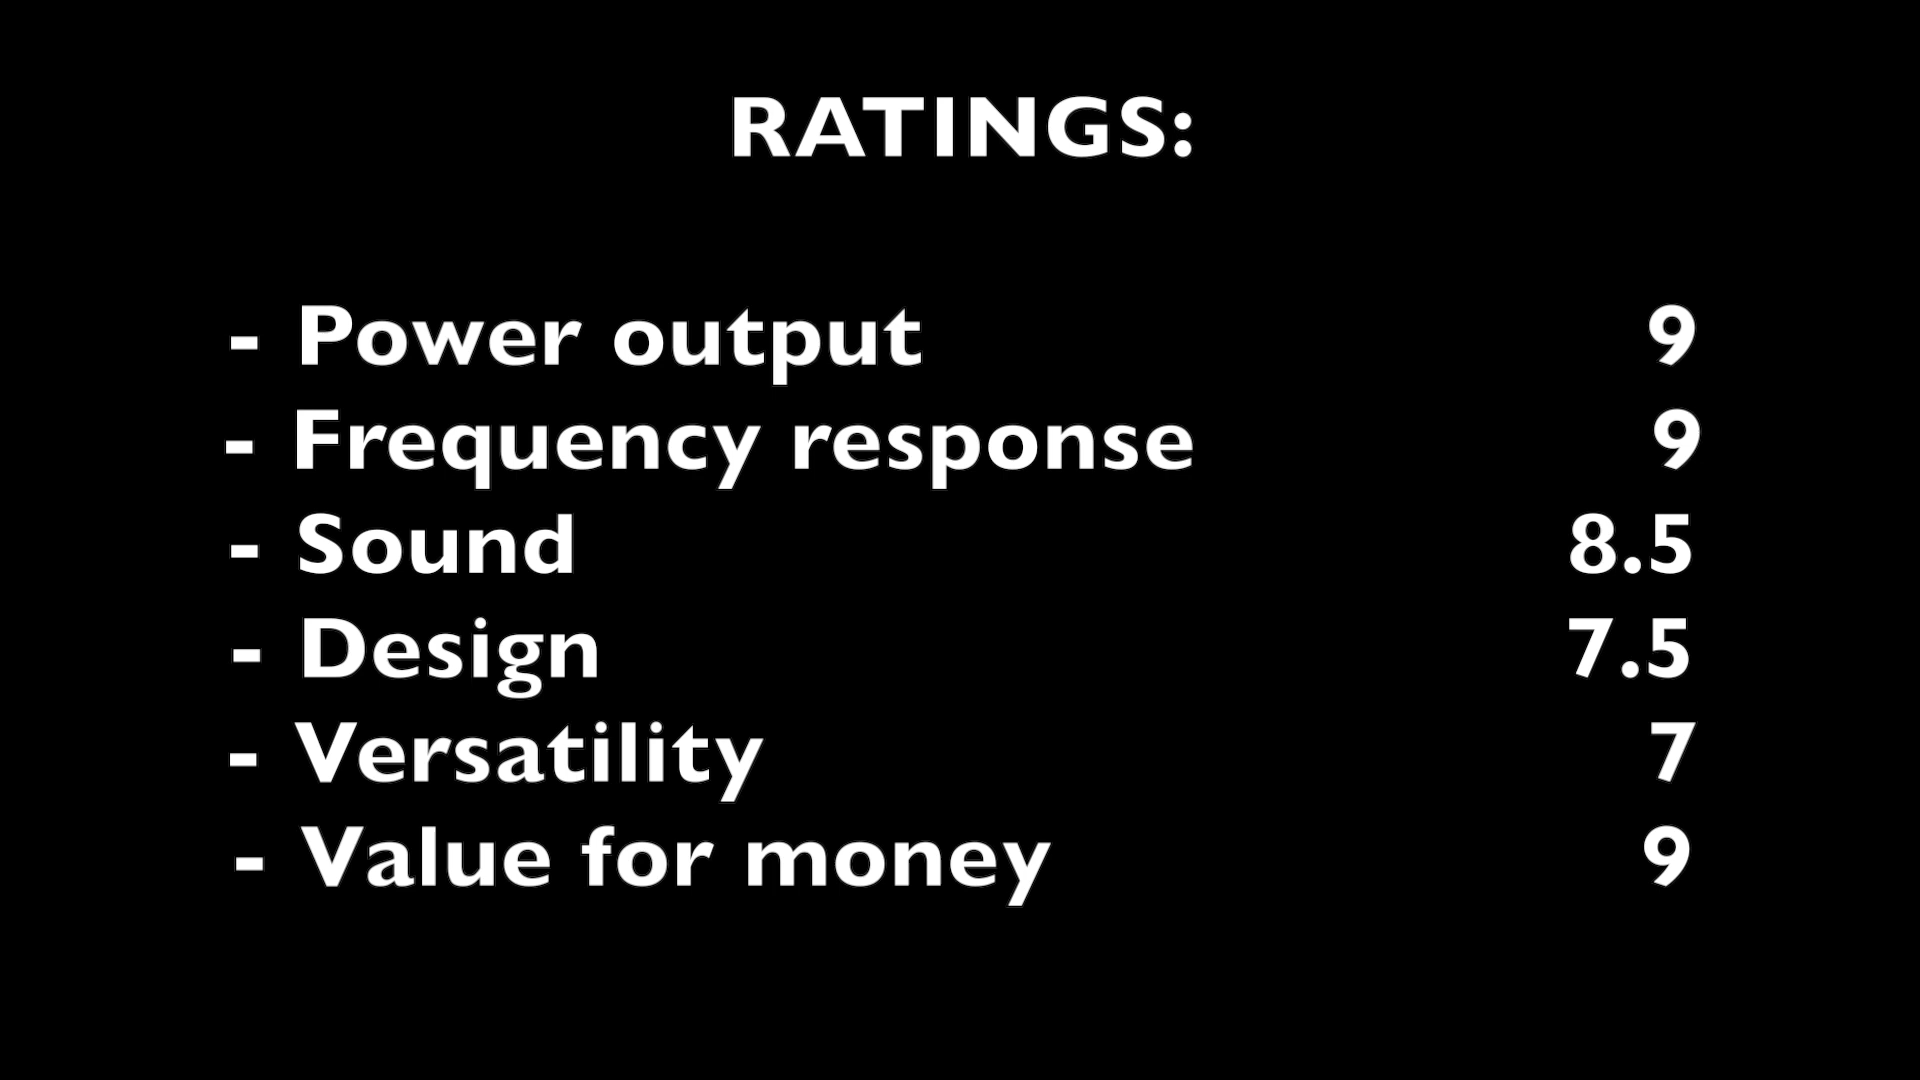 RATINGS:
- Power output 9
- Frequency response 9
- Sound 8.5
- Design 7.5
- Versatility 7
- Value for money 9